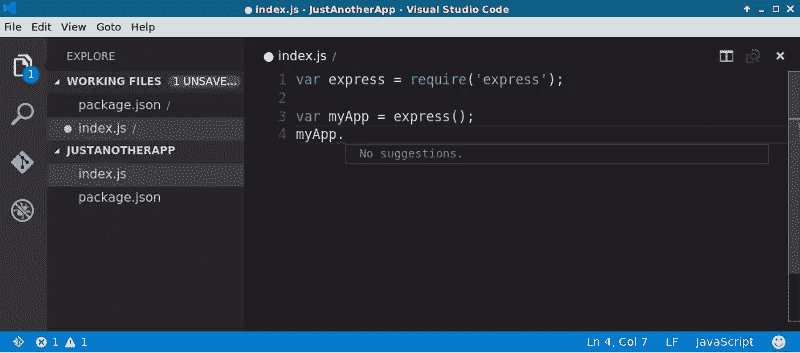 ● index.js - JustAnotherApp - Visual Studio Code
File Edit View Goto Help
EXPLORE
WORKING FILES 1 UNSAVE...
package.json /
● index.js /
JUSTANOTHERAPP
index.js
package.json
1
● index.js /
1 var express = require('express');
2
3 var myApp = express();
4 myApp.
No suggestions.
1 1
Ln 4, Col 7 LF JavaScript